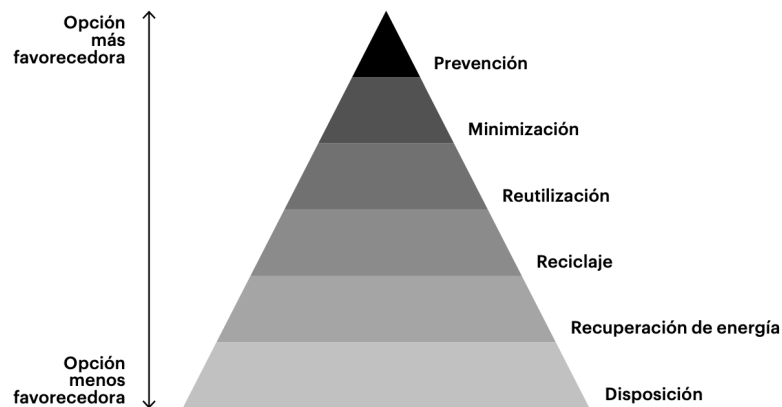 Opción
más
favorecedora
Prevención
Minimización
Reutilización
Reciclaje
Recuperación de energía
Opción
menos
favorecedora
Disposición